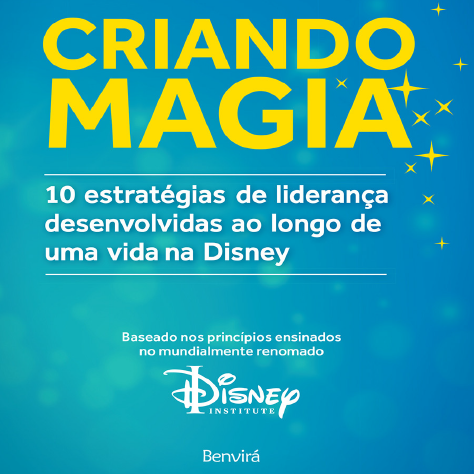 CRIANDO
MAGIA
10 estratégias de liderança
desenvolvidas ao longo de
uma vida na Disney
Baseado nos princípios ensinados
no mundialmente renomado
Disney
INSTITUTE
Benvirá